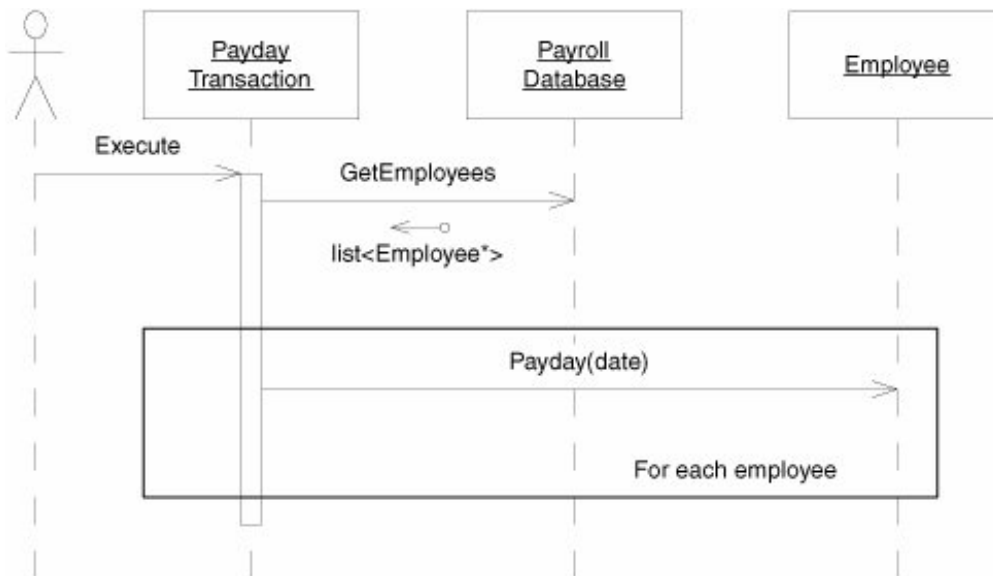 Payday
Transaction
Payroll
Database
Employee
Execute
GetEmployees
list<Employee*>
Payday(date)
For each employee